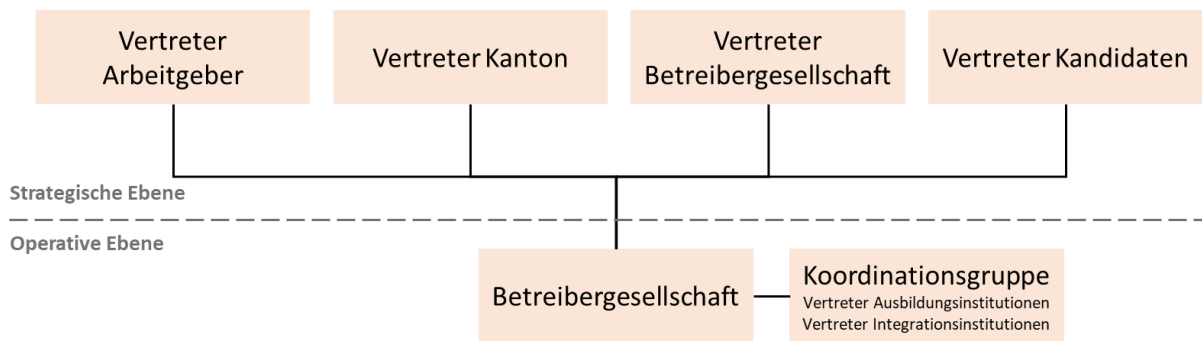 Vertreter
Arbeitgeber
Vertreter Kanton
Vertreter
Betreibergesellschaft
Vertreter Kandidaten
Strategische Ebene
Operative Ebene
Betreibergesellschaft
Koordinationsgruppe
Vertreter Ausbildungsinstitutionen
Vertreter Integrationsinstitutionen